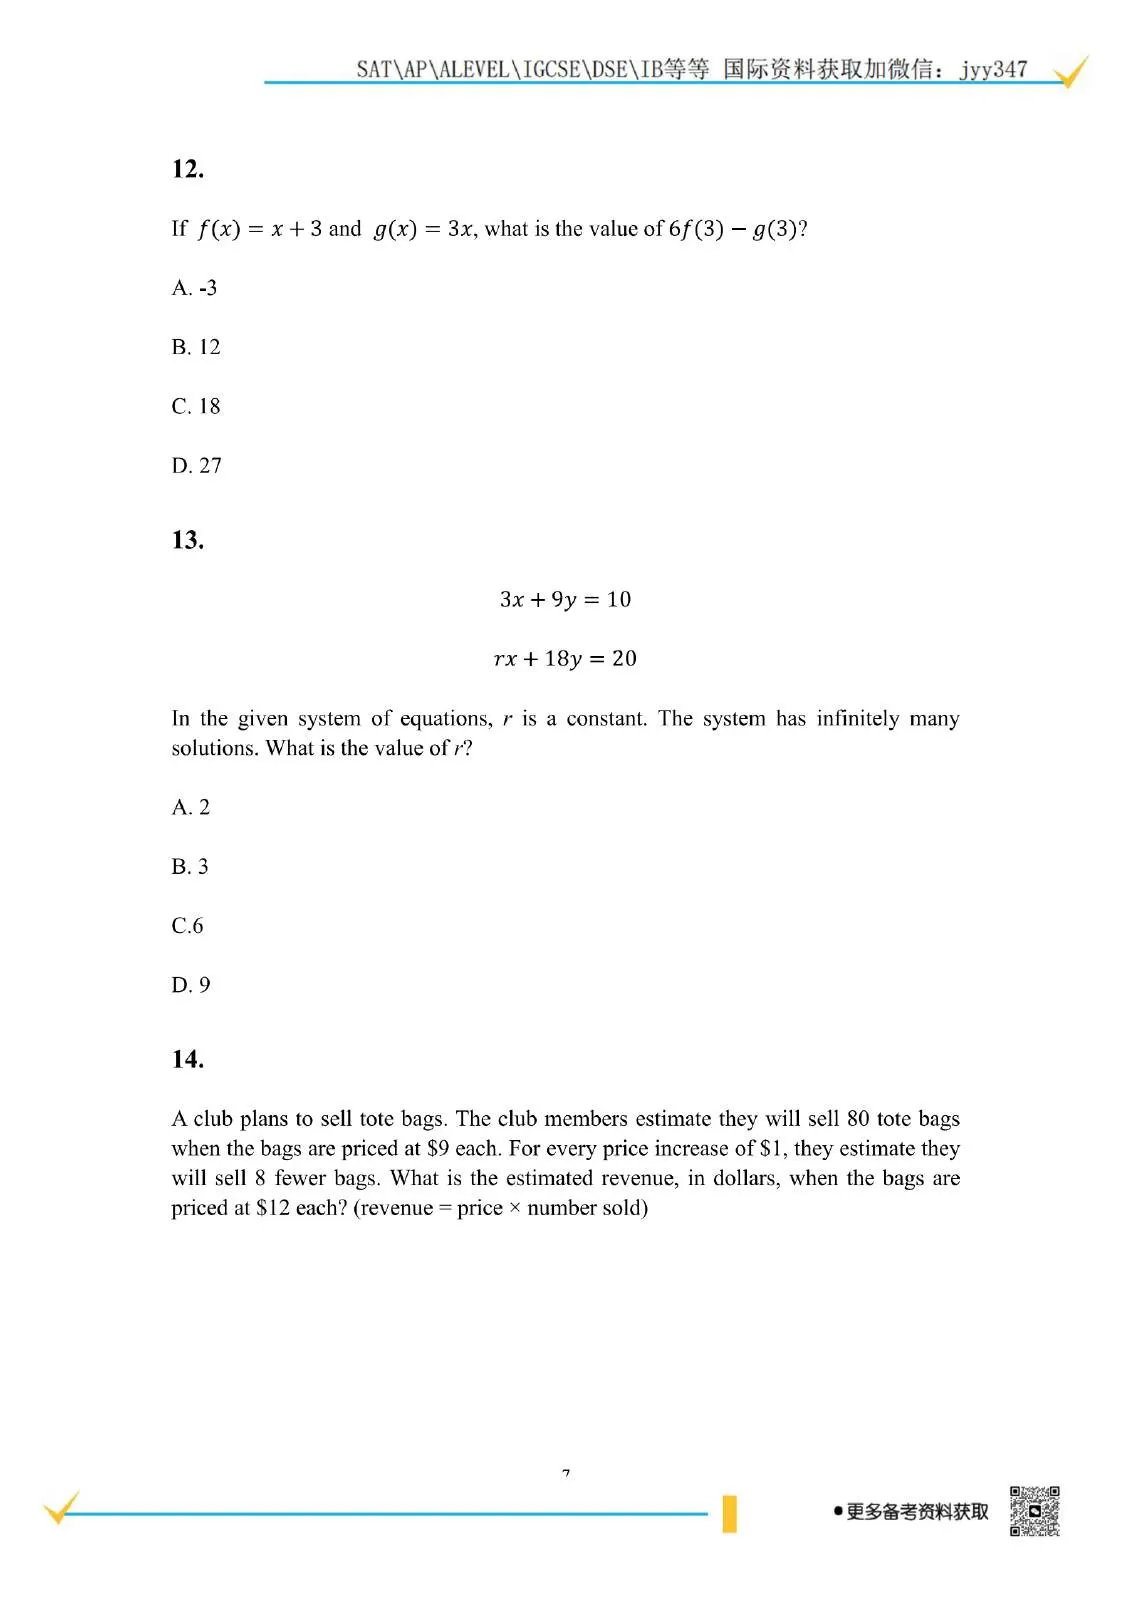 SAT\AP\ALEVEL\IGCSE\DSE\IB等等 国际资料获取加微信：jyy347
12.
If f(x) = x + 3 and g(x) = 3x, what is the value of 6f(3) − g(3)?
A. -3
B. 12
C. 18
D. 27
13.
3x + 9y = 10
rx + 18y = 20
In the given system of equations, r is a constant. The system has infinitely many
solutions. What is the value of r?
A. 2
B. 3
C.6
D. 9
14.
A club plans to sell tote bags. The club members estimate they will sell 80 tote bags
when the bags are priced at $9 each. For every price increase of $1, they estimate they
will sell 8 fewer bags. What is the estimated revenue, in dollars, when the bags are
priced at $12 each? (revenue = price × number sold)
7
•更多备考资料获取